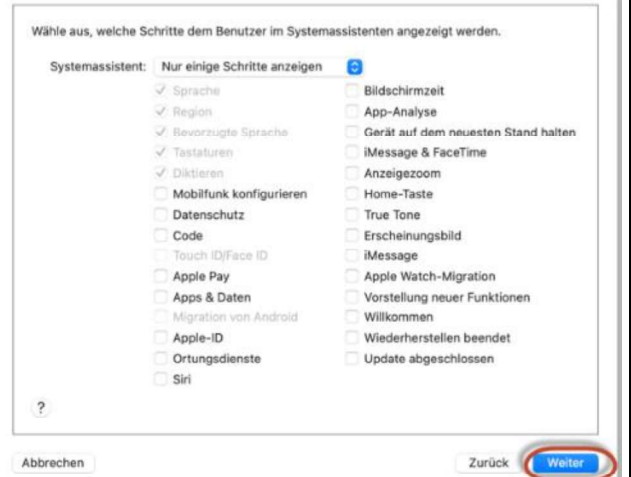 Wähle aus, welche Schritte dem Benutzer im Systemassistenten angezeigt werden.
Systemassistent: Nur einige Schritte anzeigen
Sprache
Region
Bevorzugte Sprache
Tastaturen
Diktieren
Mobilfunk konfigurieren
Datenschutz
Code
Touch ID/Face ID
Apple Pay
Apps & Daten
Migration von Android
Apple-ID
Ortungsdienste
Siri
Bildschirmzeit
App-Analyse
Gerät auf dem neuesten Stand halten
iMessage & FaceTime
Anzeigezoom
Home-Taste
True Tone
Erscheinungsbild
iMessage
Apple Watch-Migration
Vorstellung neuer Funktionen
Willkommen
Wiederherstellen beendet
Update abgeschlossen
?
Abbrechen
Zurück
Weiter